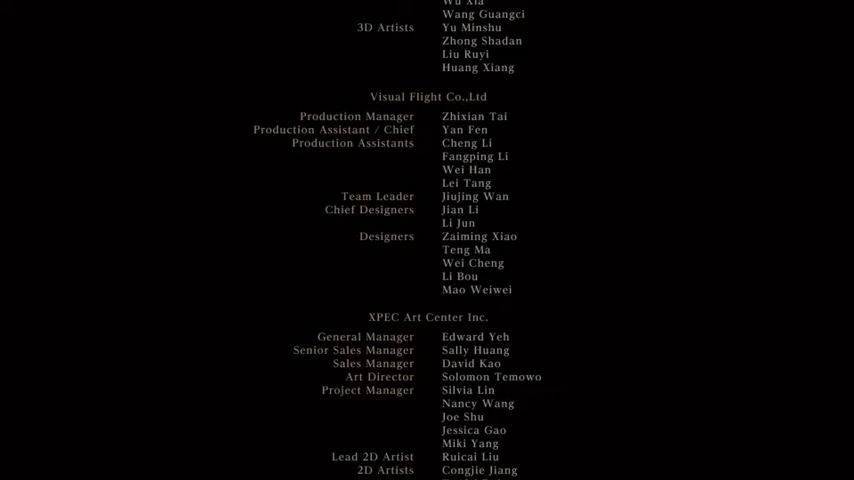 Wu Xia
Wang Guangci
3D Artists Yu Minshu
Zhong Shadan
Liu Ruyi
Huang Xiang
Visual Flight Co.,Ltd
Production Manager Zhixian Tai
Production Assistant / Chief Yan Fen
Production Assistants Cheng Li
Fangping Li
Wei Han
Lei Tang
Team Leader Jiujing Wan
Chief Designers Jian Li
Li Jun
Designers Zaiming Xiao
Teng Ma
Wei Cheng
Li Bou
Mao Weiwei
XPEC Art Center Inc.
General Manager Edward Yeh
Senior Sales Manager Sally Huang
Sales Manager David Kao
Art Director Solomon Temowo
Project Manager Silvia Lin
Nancy Wang
Joe Shu
Jessica Gao
Miki Yang
Lead 2D Artist Ruicai Liu
2D Artists Congjie Jiang